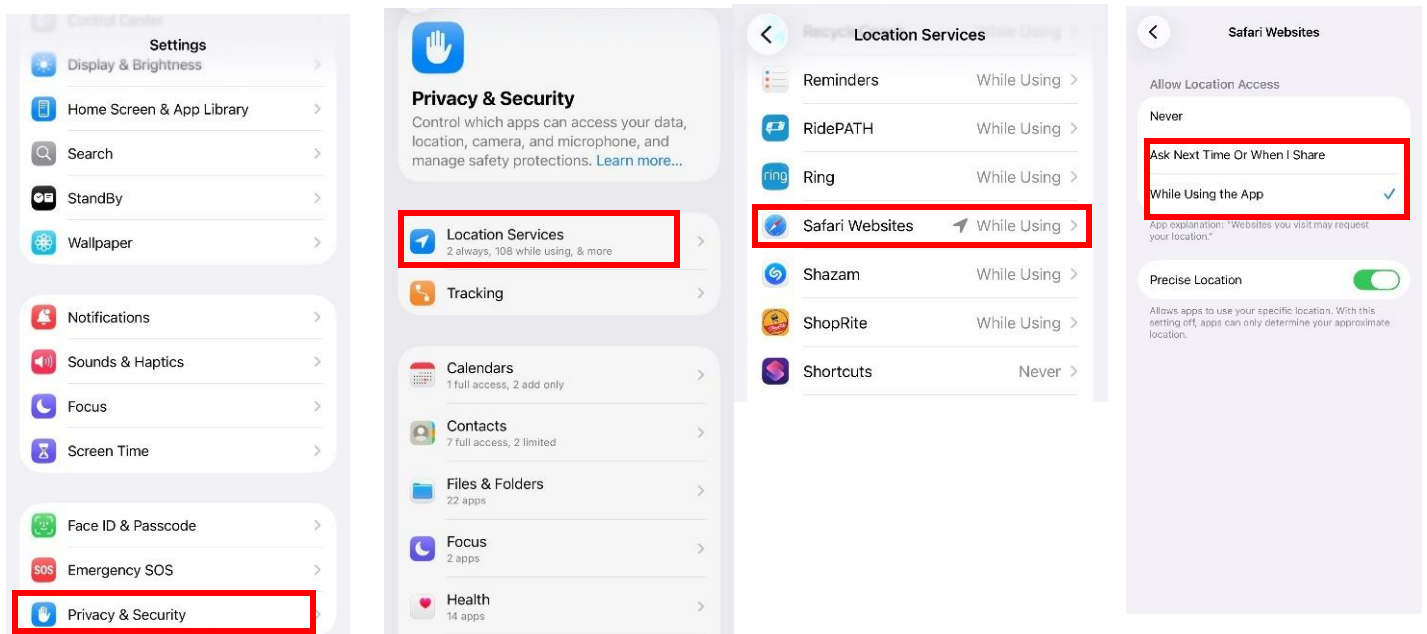 Control Center
Settings
Display & Brightness
Home Screen & App Library
Search
StandBy
Wallpaper
Notifications
Sounds & Haptics
Focus
Screen Time
Face ID & Passcode
SOS
Emergency SOS
Privacy & Security
Privacy & Security
Control which apps can access your data,
location, camera, and microphone, and
manage safety protections. Learn more...
Location Services
2 always, 108 while using, & more
Tracking
Calendars
1 full access, 2 add only
Contacts
7 full access, 2 limited
Files & Folders
22 apps
Focus
2 apps
Health
14 apps
Location Services
While Using
Reminders While Using
RidePATH While Using
ring
Ring While Using
Safari Websites While Using
Shazam While Using
ShopRite While Using
Shortcuts Never
Safari Websites
Allow Location Access
Never
Ask Next Time Or When I Share
While Using the App
App explanation: "Websites you visit may request
your location."
Precise Location
Allows apps to use your specific location. With this
setting off, apps can only determine your approximate
location.